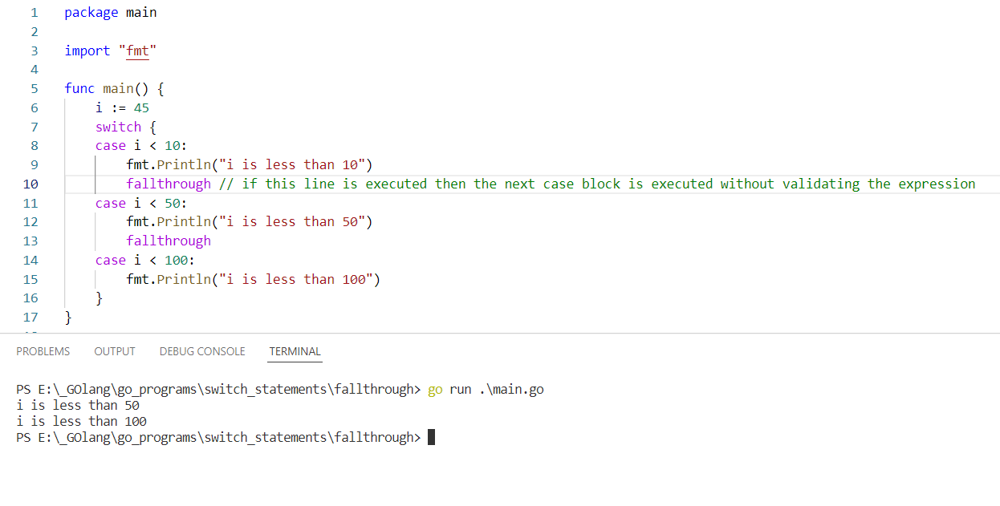 1 package main
2
3 import "fmt"
4
5 func main() {
6     i := 45
7     switch {
8     case i < 10:
9         fmt.Println("i is less than 10")
10         fallthrough // if this line is executed then the next case block is executed without validating the expression
11     case i < 50:
12         fmt.Println("i is less than 50")
13         fallthrough
14     case i < 100:
15         fmt.Println("i is less than 100")
16     }
17 }
PROBLEMS OUTPUT DEBUG CONSOLE TERMINAL
PS E:\_GOlang\go_programs\switch_statements\fallthrough> go run .\main.go
i is less than 50
i is less than 100
PS E:\_GOlang\go_programs\switch_statements\fallthrough>